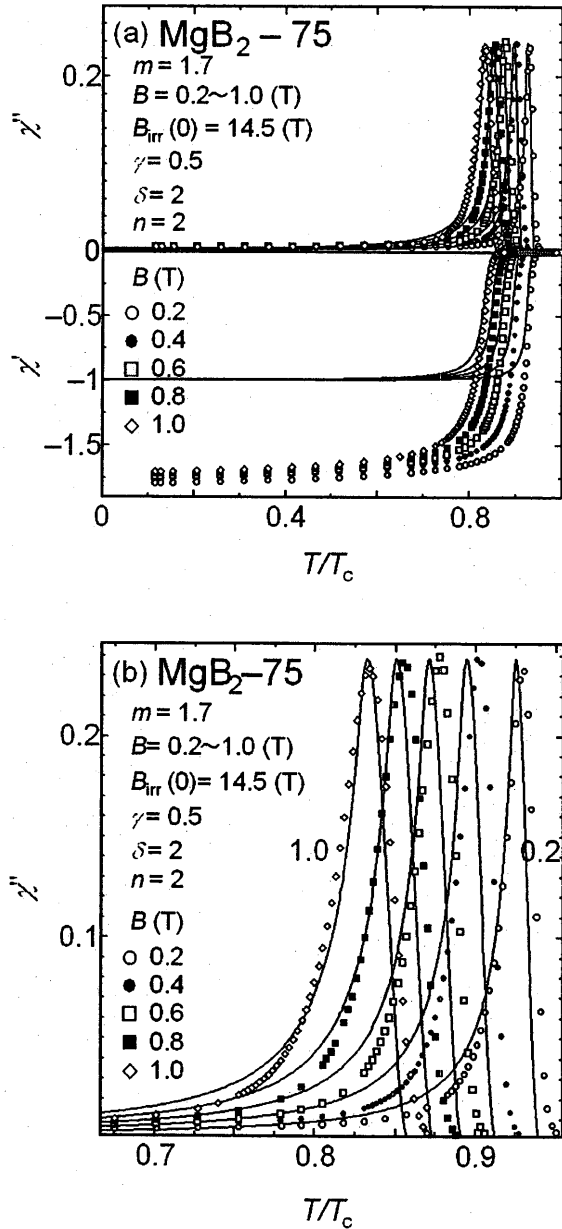 (a) MgB₂ – 75
m = 1.7
B = 0.2~1.0 (T)
B_irr (0) = 14.5 (T)
γ = 0.5
δ = 2
n = 2
χ''
0.2
0
B (T)
0.2
0.4
0.6
0.8
1.0
χ'
−0.5
−1
−1.5
0
0.4
0.8
T/T_c
(b) MgB₂–75
m = 1.7
B = 0.2~1.0 (T)
B_irr (0) = 14.5 (T)
γ = 0.5
δ = 2
n = 2
1.0
0.2
χ''
0.2
0.1
B (T)
0.2
0.4
0.6
0.8
1.0
0.7
0.8
0.9
T/T_c